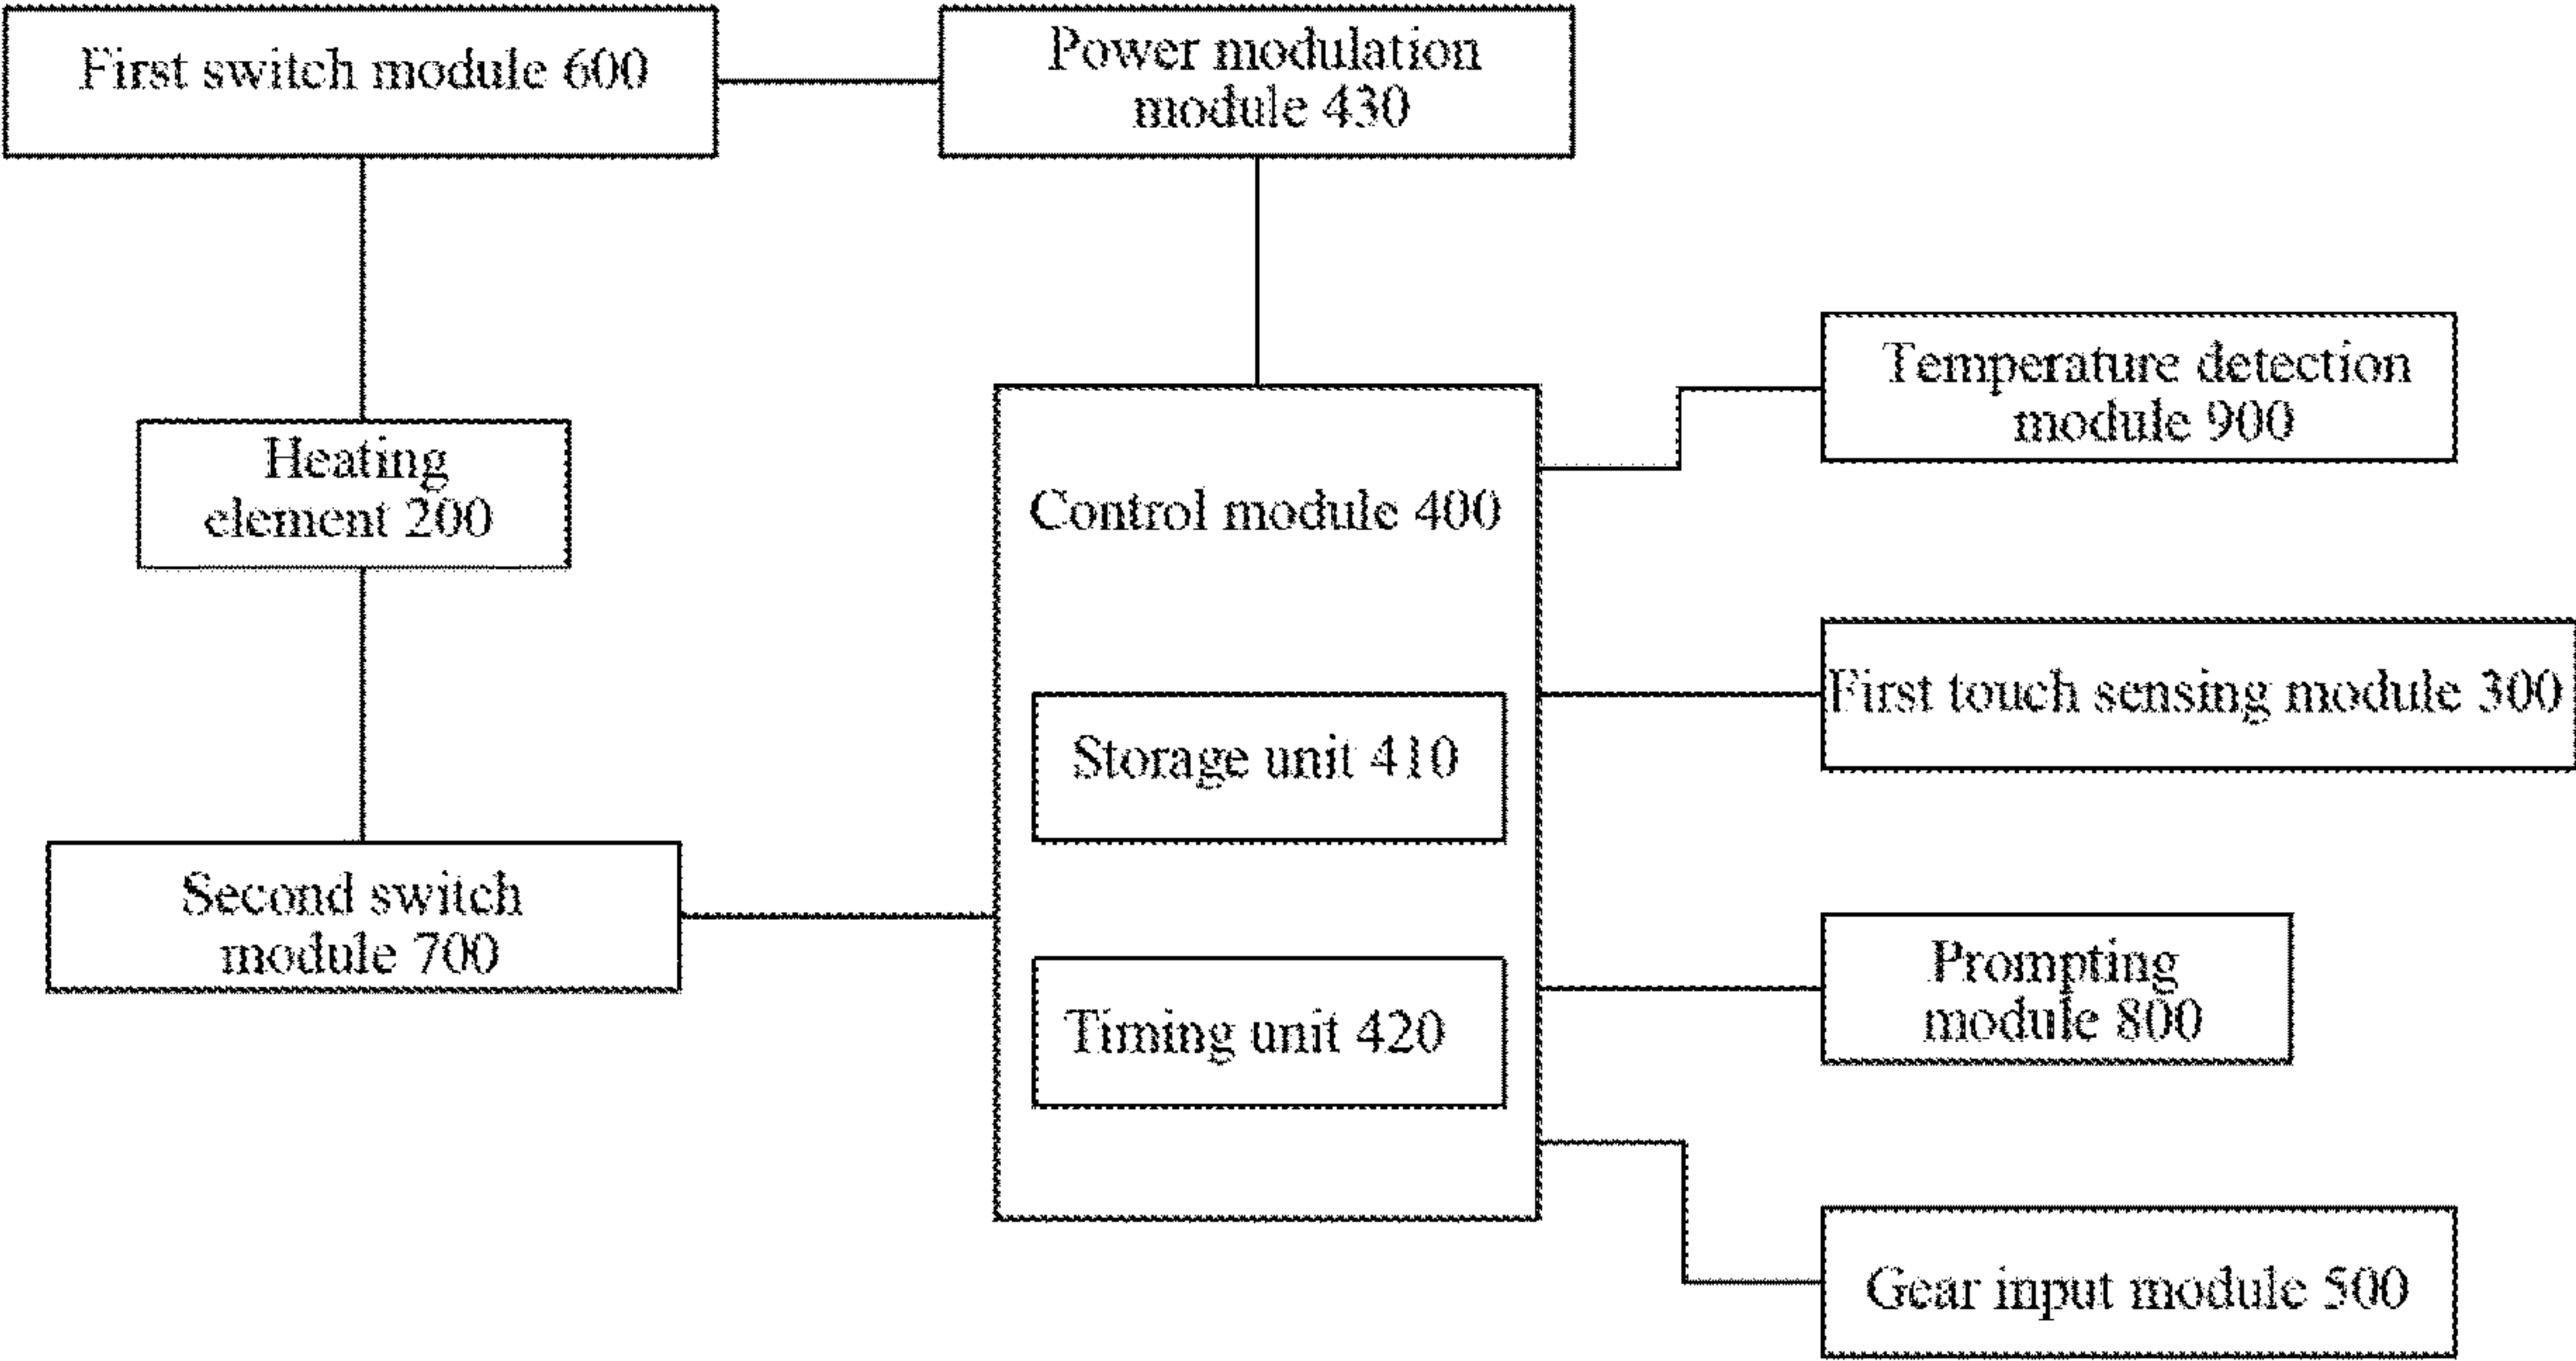 First switch module 600
Power modulation
module 430
Heating
element 200
Control module 400
Storage unit 410
Timing unit 420
Second switch
module 700
Temperature detection
module 900
First touch sensing module 300
Prompting
module 800
Gear input module 500